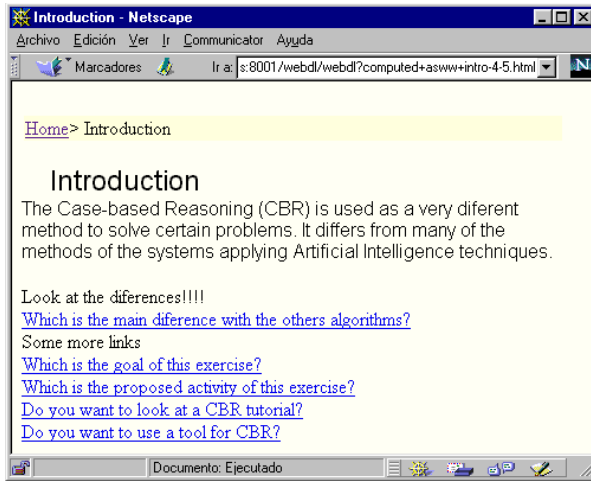 Introduction - Netscape
Archivo Edición Ver Ir Communicator Ayuda
Marcadores Ir a: s:8001/webdl/webdl?computed+asww+intro-4-5.html N
Home> Introduction
Introduction
The Case-based Reasoning (CBR) is used as a very diferent
method to solve certain problems. It differs from many of the
methods of the systems applying Artificial Intelligence techniques.
Look at the diferences!!!!
Which is the main diference with the others algorithms?
Some more links
Which is the goal of this exercise?
Which is the proposed activity of this exercise?
Do you want to look at a CBR tutorial?
Do you want to use a tool for CBR?
Documento: Ejecutado